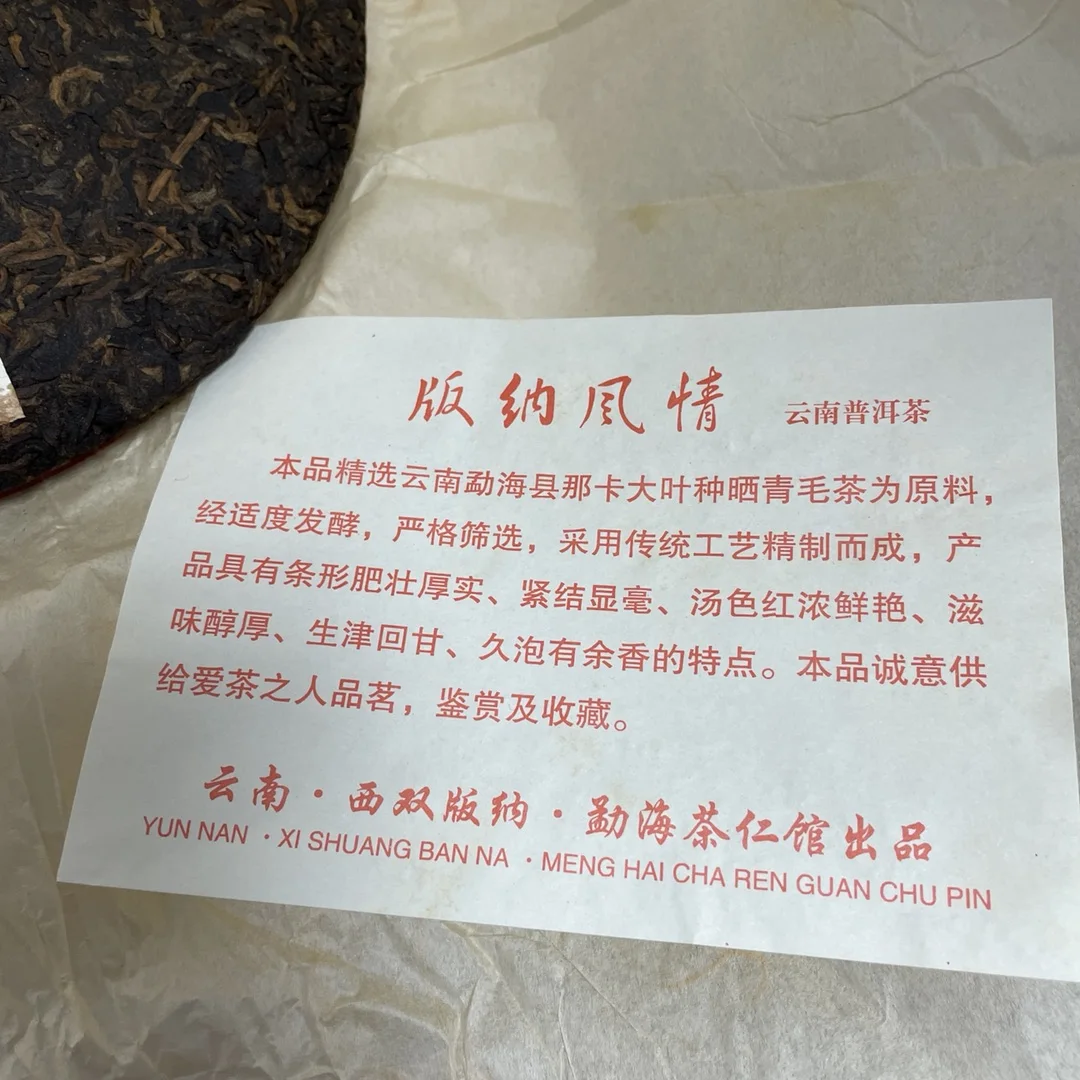 版纳风情 云南普洱茶
本品精选云南勐海县那卡大叶种晒青毛茶为原料，
经适度发酵，严格筛选，采用传统工艺精制而成，产
品具有条形肥壮厚实、紧结显毫、汤色红浓鲜艳、滋
味醇厚、生津回甘、久泡有余香的特点。本品诚意供
给爱茶之人品茗，鉴赏及收藏。
云南·西双版纳·勐海茶仁馆出品
YUN NAN ·XI SHUANG BAN NA ·MENG HAI CHA REN GUAN CHU PIN